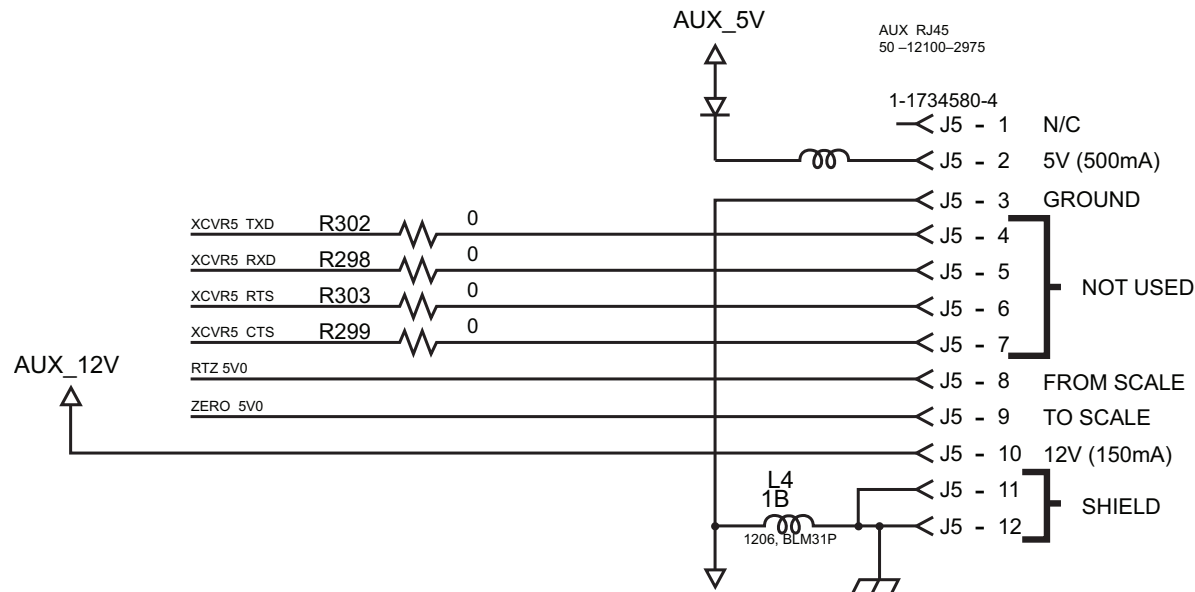 AUX_5V
AUX RJ45
50 –12100–2975
1-1734580-4
J5 - 1 N/C
J5 - 2 5V (500mA)
J5 - 3 GROUND
XCVR5 TXD R302 0 J5 - 4
XCVR5 RXD R298 0 J5 - 5
NOT USED
XCVR5 RTS R303 0 J5 - 6
XCVR5 CTS R299 0 J5 - 7
AUX_12V
RTZ 5V0 J5 - 8 FROM SCALE
ZERO 5V0 J5 - 9 TO SCALE
J5 - 10 12V (150mA)
L4
1B
J5 - 11
SHIELD
J5 - 12
1206, BLM31P